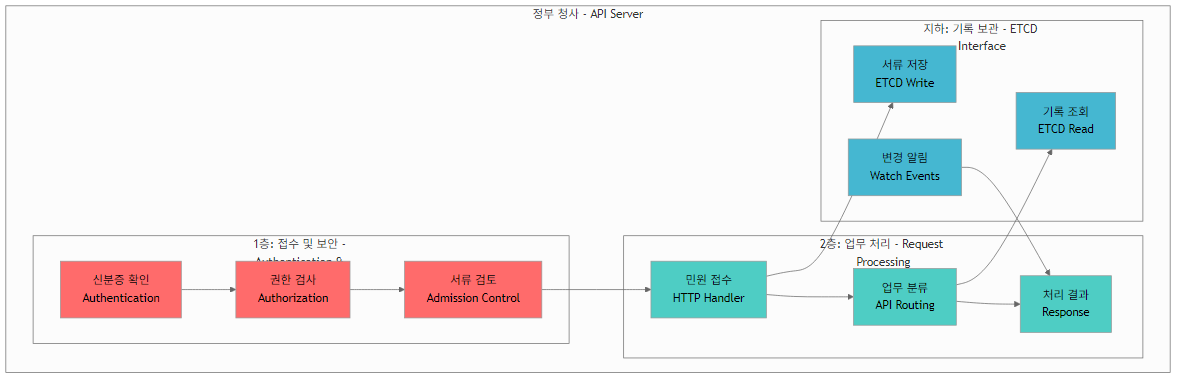 정부 청사 - API Server
지하: 기록 보관 - ETCD
Interface
서류 저장
ETCD Write
기록 조회
ETCD Read
변경 알림
Watch Events
1층: 접수 및 보안 -
신분증 확인
Authentication
권한 검사
Authorization
서류 검토
Admission Control
2층: 업무 처리 - Request
Processing
민원 접수
HTTP Handler
업무 분류
API Routing
처리 결과
Response